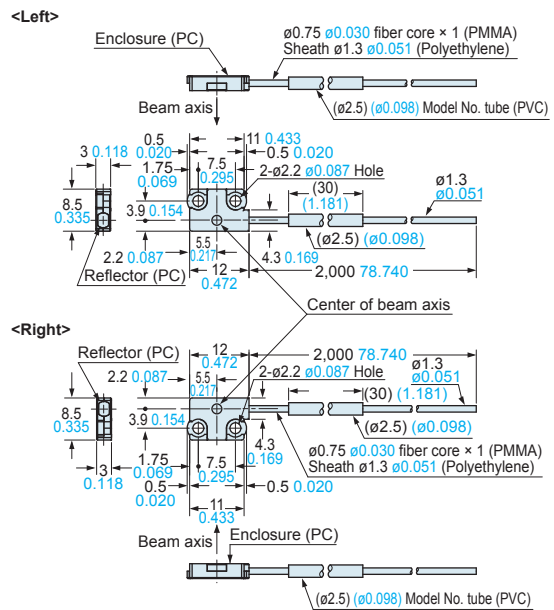 <Left>
Enclosure (PC)
ø0.75 ø0.030 fiber core × 1 (PMMA)
Sheath ø1.3 ø0.051 (Polyethylene)
(ø2.5) (ø0.098) Model No. tube (PVC)
Beam axis
3 0.118
0.5
0.020
11 0.433
0.5 0.020
1.75
0.069
7.5
0.295
2-ø2.2 ø0.087 Hole
(30)
(1.181)
ø1.3
ø0.051
8.5
0.335
3.9 0.154
2.2 0.087
5.5
0.217
4.3 0.169
(ø2.5) (ø0.098)
Reflector (PC)
12
0.472
2,000 78.740
Center of beam axis
<Right>
Reflector (PC)
12
0.472
2,000 78.740
2.2 0.087
5.5
0.217
2-ø2.2 ø0.087 Hole
ø1.3
ø0.051
(30) (1.181)
8.5
0.335
3.9 0.154
(ø2.5) (ø0.098)
4.3
0.169
ø0.75 ø0.030 fiber core × 1 (PMMA)
Sheath ø1.3 ø0.051 (Polyethylene)
3
0.118
1.75
0.069
7.5
0.295
0.5
0.020
0.5 0.020
11
0.433
Beam axis
Enclosure (PC)
(ø2.5) (ø0.098) Model No. tube (PVC)